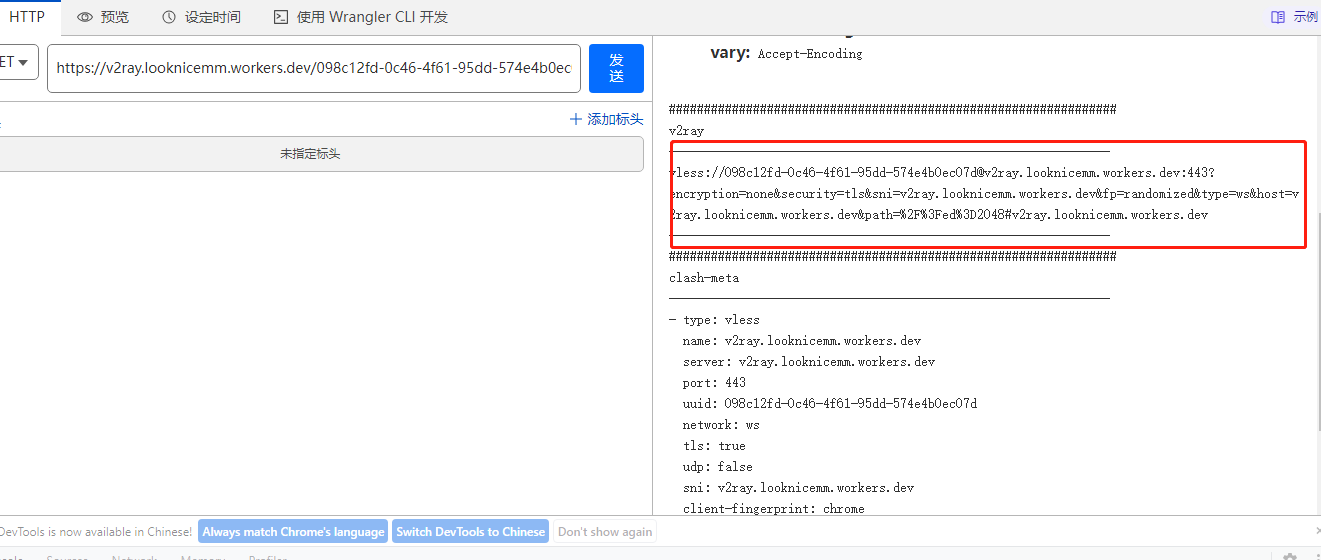 HTTP 预览 设定时间 使用 Wrangler CLI 开发 示例
ET https://v2ray.looknicemm.workers.dev/098c12fd-0c46-4f61-95dd-574e4b0ec 发送
添加标头
未指定标头
vary: Accept-Encoding
################################################################
v2ray
---------------------------------------------------------------
vless://098c12fd-0c46-4f61-95dd-574e4b0ec07d@v2ray.looknicemm.workers.dev:443?
encryption=none&security=tls&sni=v2ray.looknicemm.workers.dev&fp=randomized&type=ws&host=v
2ray.looknicemm.workers.dev&path=%2F%3Fed%3D2048#v2ray.looknicemm.workers.dev
---------------------------------------------------------------
################################################################
clash-meta
---------------------------------------------------------------
- type: vless
name: v2ray.looknicemm.workers.dev
server: v2ray.looknicemm.workers.dev
port: 443
uuid: 098c12fd-0c46-4f61-95dd-574e4b0ec07d
network: ws
tls: true
udp: false
sni: v2ray.looknicemm.workers.dev
client-fingerprint: chrome
DevTools is now available in Chinese! Always match Chrome's language Switch DevTools to Chinese Don't show again